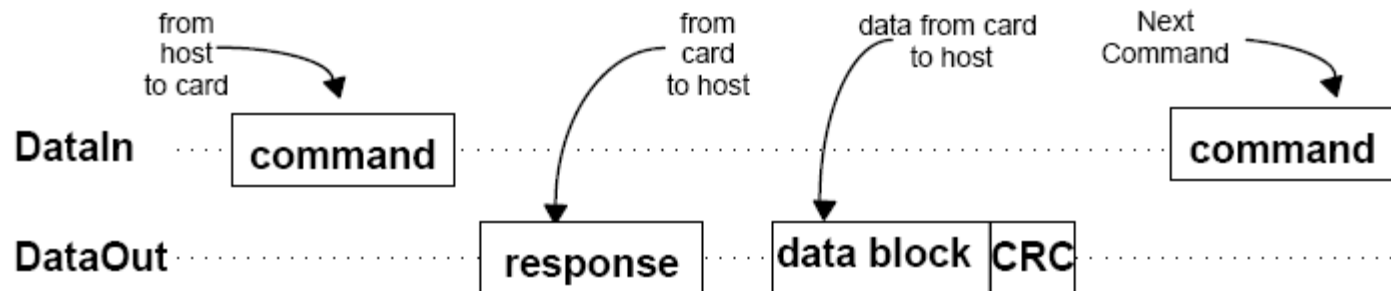 from
host
to card
from
card
to host
data from card
to host
Next
Command
DataIn
command
command
DataOut
response
data block
CRC